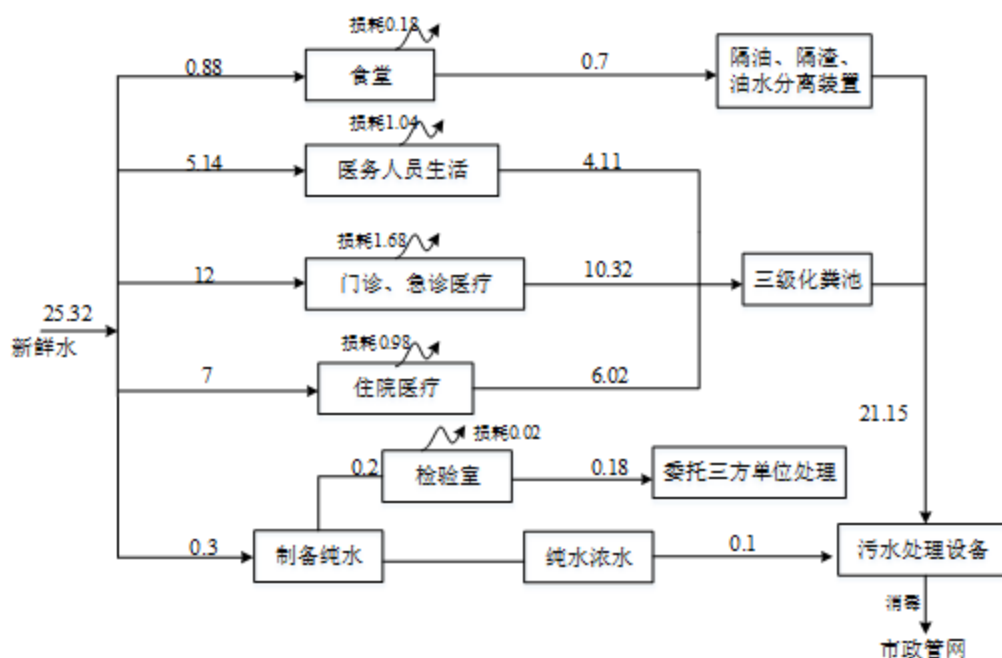 损耗0.18
0.88
食堂
0.7
隔油、隔渣、
油水分离装置
损耗1.04
5.14
医务人员生活
4.11
损耗1.68
12
门诊、急诊医疗
10.32
三级化粪池
25.32
新鲜水
损耗0.98
7
住院医疗
6.02
21.15
损耗0.02
0.2
检验室
0.18
委托三方单位处理
0.3
制备纯水
纯水浓水
0.1
污水处理设备
消毒
市政管网